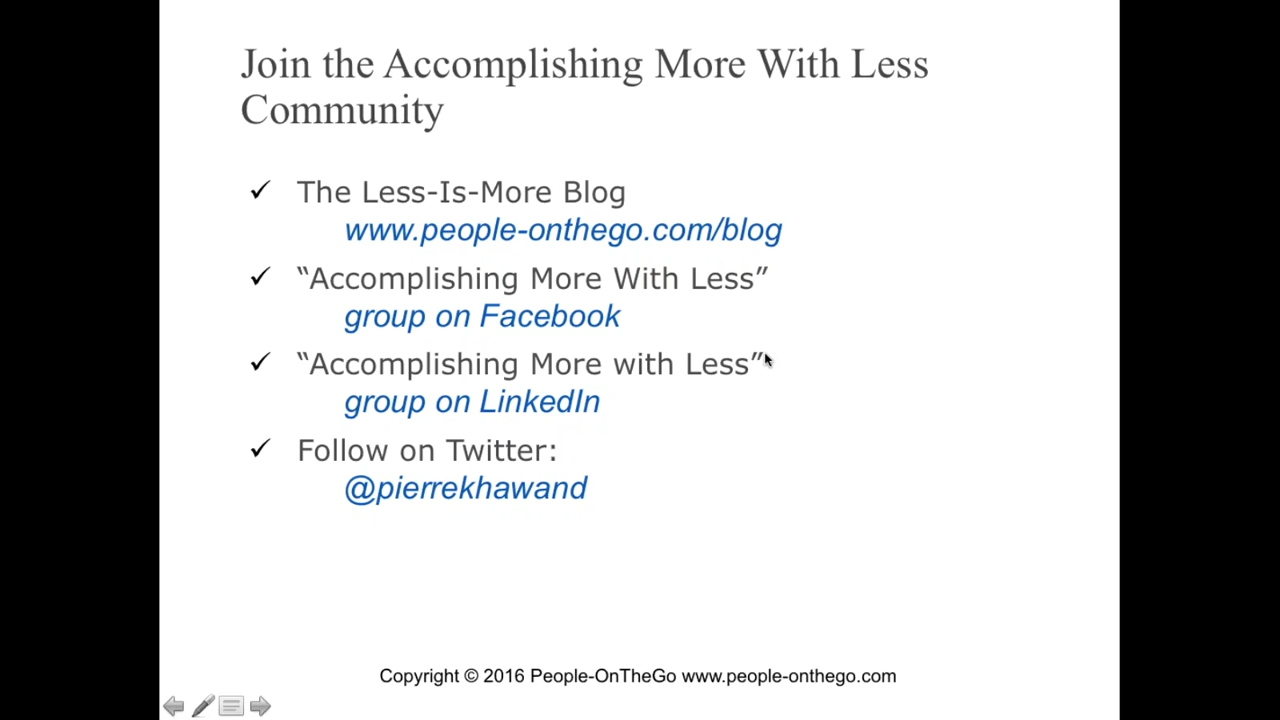 Join the Accomplishing More With Less
Community
✓ The Less-Is-More Blog
www.people-onthego.com/blog
✓ “Accomplishing More With Less”
group on Facebook
✓ “Accomplishing More with Less”
group on LinkedIn
✓ Follow on Twitter:
@pierrekhawand
Copyright © 2016 People-OnTheGo www.people-onthego.com